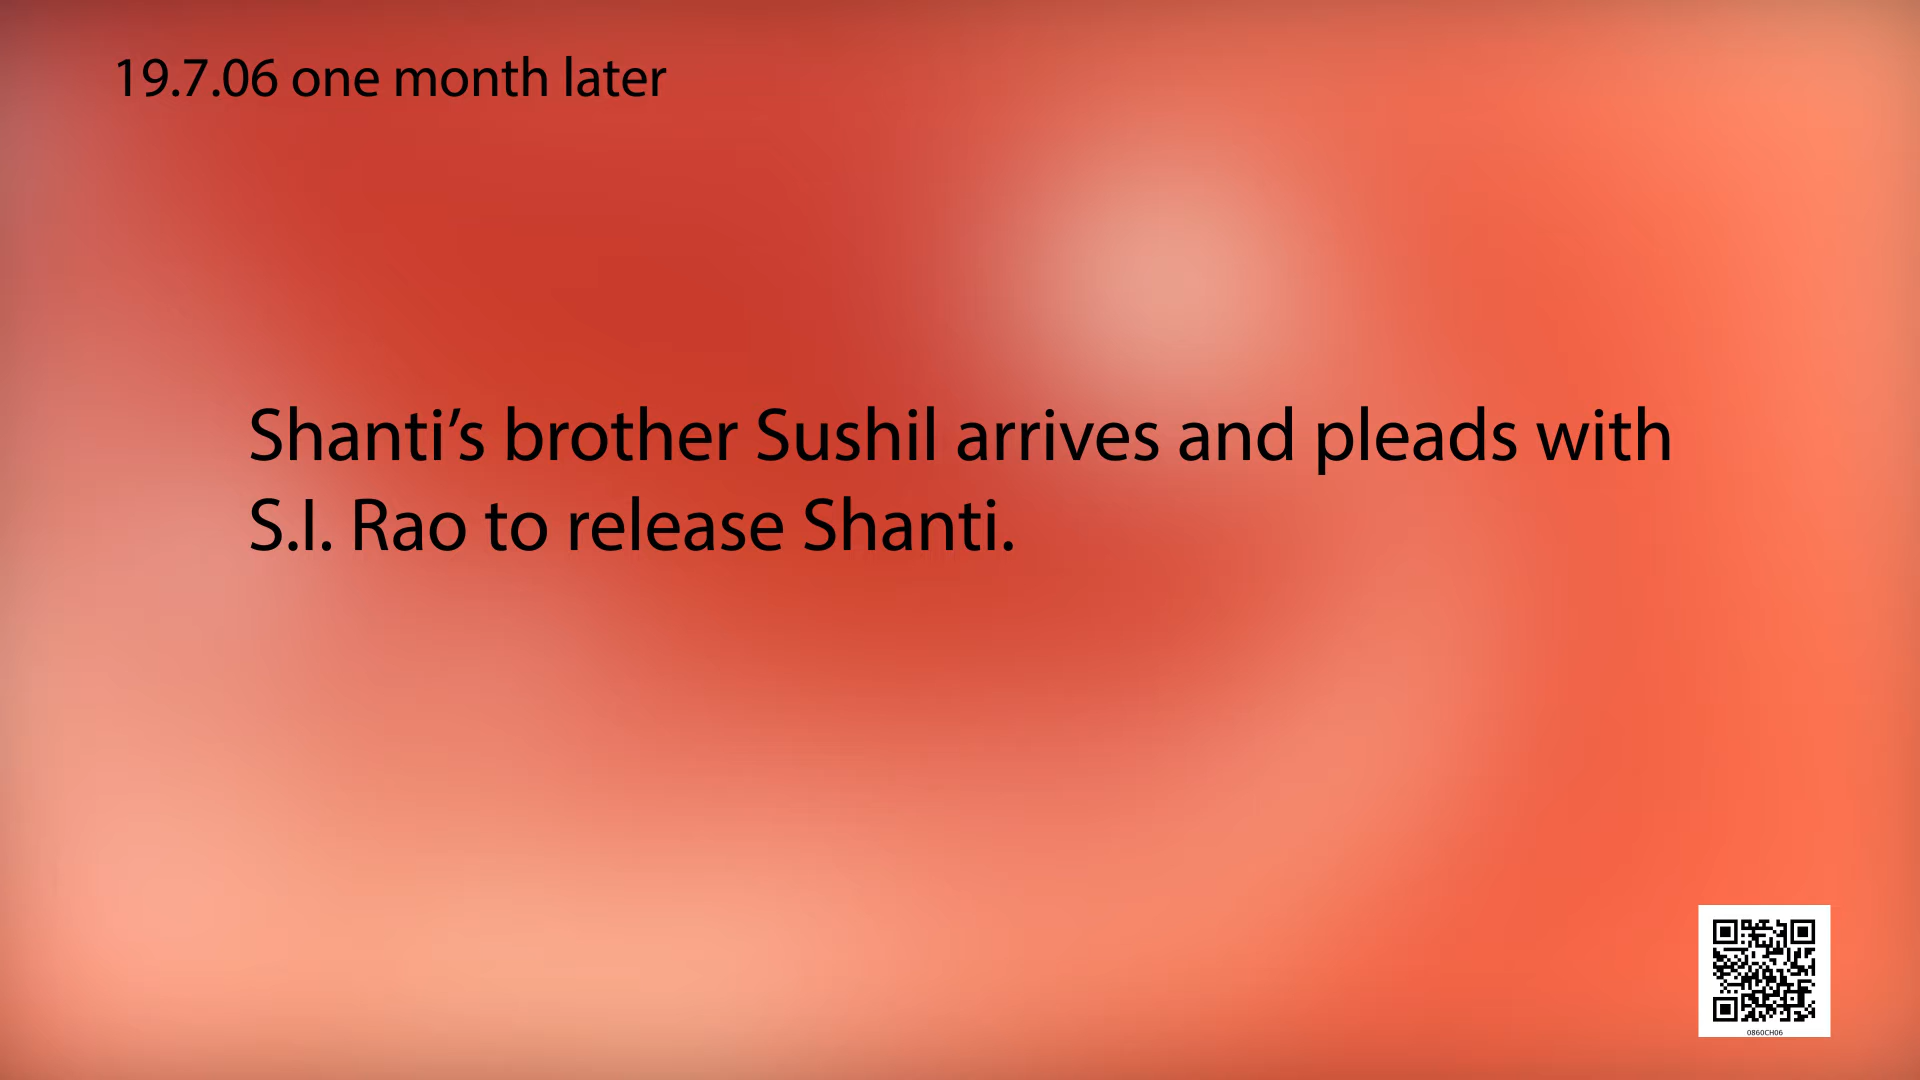 19.7.06 one month later
Shanti’s brother Sushil arrives and pleads with
S.I. Rao to release Shanti.
0860CH06